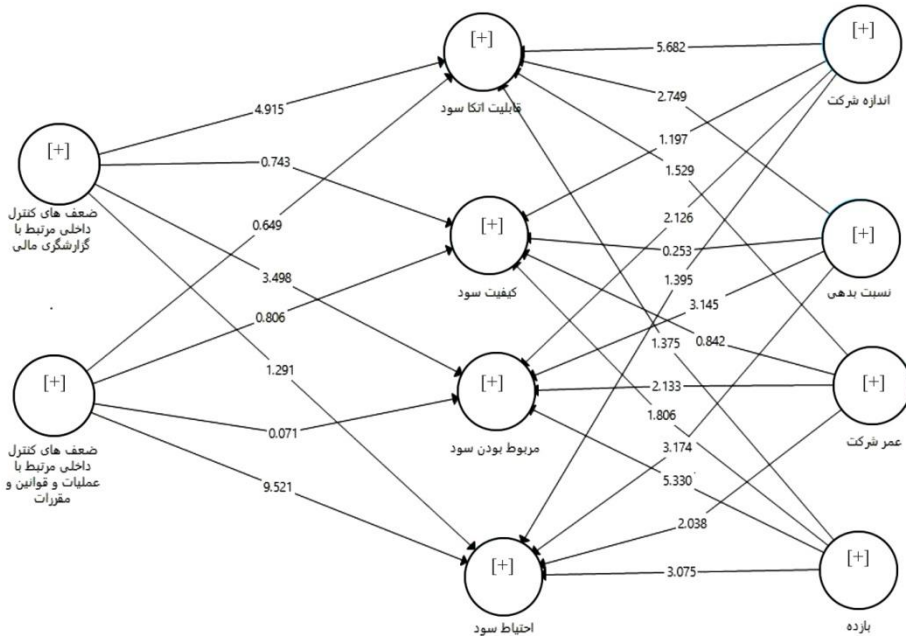 [+]
[+]
5.682
قابلیت اتکا سود
اندازه شرکت
4.915
2.749
1.197
[+]
0.743
1.529
ضعف های کنترل
داخلی مرتبط با
گزارشگری مالی
0.649
[+]
2.126
[+]
0.253
کیفیت سود
1.395
نسبت بدهی
3.498
3.145
0.806
1.375
0.842
1.291
[+]
[+]
2.133
[+]
0.071
1.806
ضعف های کنترل
داخلی مرتبط با
عملیات و قوانین و
مقررات
مربوط بودن سود
3.174
عمر شرکت
5.330
9.521
2.038
[+]
3.075
[+]
احتیاط سود
بازده